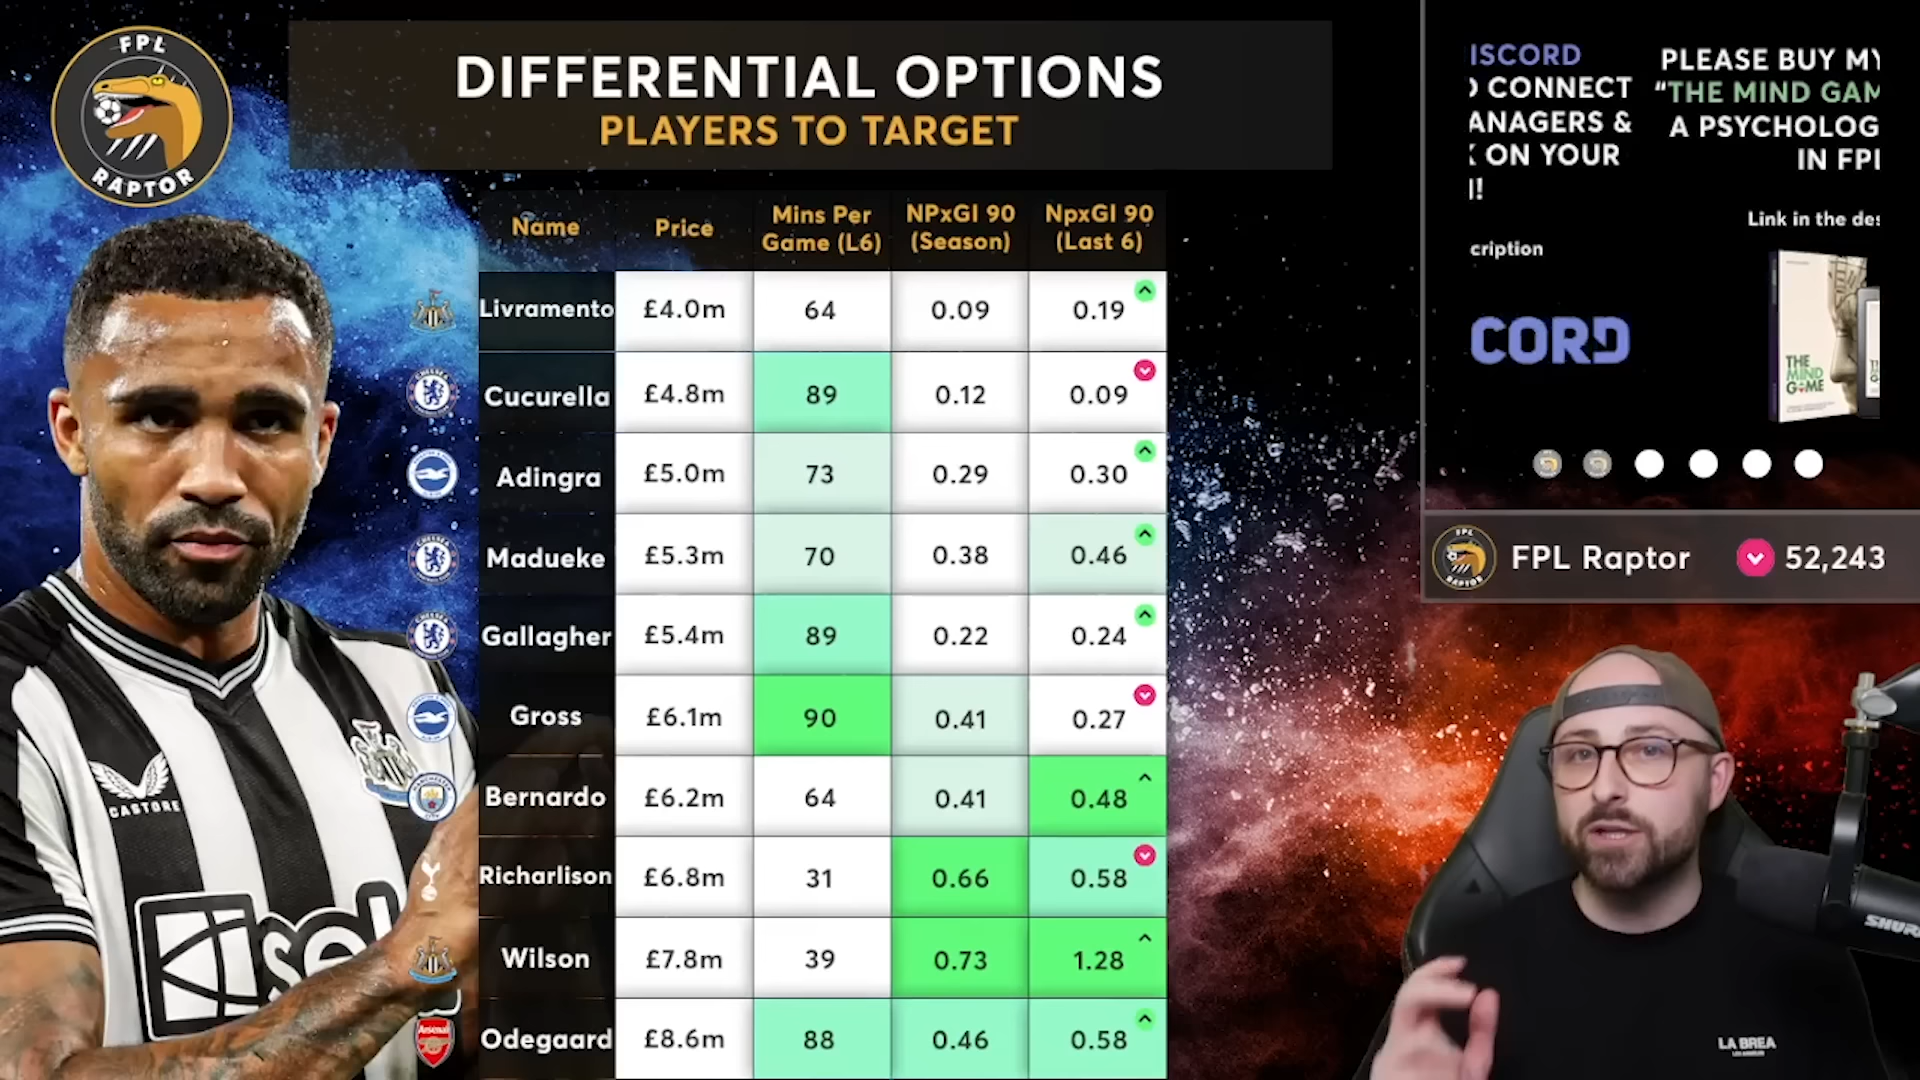 FPL
RAPTOR
DIFFERENTIAL OPTIONS
PLAYERS TO TARGET
Name Price Mins Per Game (L6) NPxGI 90 (Season) NpxGI 90 (Last 6)
Livramento £4.0m 64 0.09 0.19
Cucurella £4.8m 89 0.12 0.09
Adingra £5.0m 73 0.29 0.30
Madueke £5.3m 70 0.38 0.46
Gallagher £5.4m 89 0.22 0.24
Gross £6.1m 90 0.41 0.27
Bernardo £6.2m 64 0.41 0.48
Richarlison £6.8m 31 0.66 0.58
Wilson £7.8m 39 0.73 1.28
Odegaard £8.6m 88 0.46 0.58
CASTORE
sel
Arsenal
ISCORD
CONNECT
ANAGERS &
ON YOUR
!
cription
CORD
PLEASE BUY MY
“THE MIND GAM
A PSYCHOLOG
IN FPL
Link in the des
THE
MIND
GAME
FPL Raptor 52,243
SHUR
LA BREA